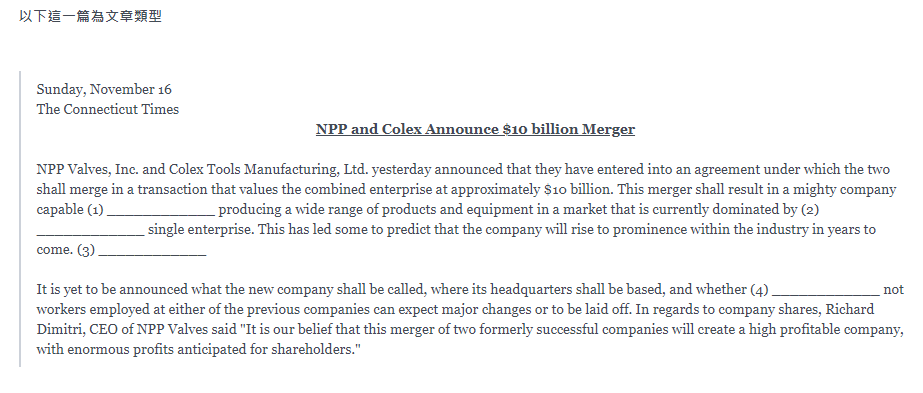 以下這一篇為文章類型
Sunday, November 16
The Connecticut Times
NPP and Colex Announce $10 billion Merger
NPP Valves, Inc. and Colex Tools Manufacturing, Ltd. yesterday announced that they have entered into an agreement under which the two
shall merge in a transaction that values the combined enterprise at approximately $10 billion. This merger shall result in a mighty company
capable (1) _____________ producing a wide range of products and equipment in a market that is currently dominated by (2)
_____________ single enterprise. This has led some to predict that the company will rise to prominence within the industry in years to
come. (3) _____________
It is yet to be announced what the new company shall be called, where its headquarters shall be based, and whether (4) _____________ not
workers employed at either of the previous companies can expect major changes or to be laid off. In regards to company shares, Richard
Dimitri, CEO of NPP Valves said "It is our belief that this merger of two formerly successful companies will create a high profitable company,
with enormous profits anticipated for shareholders."